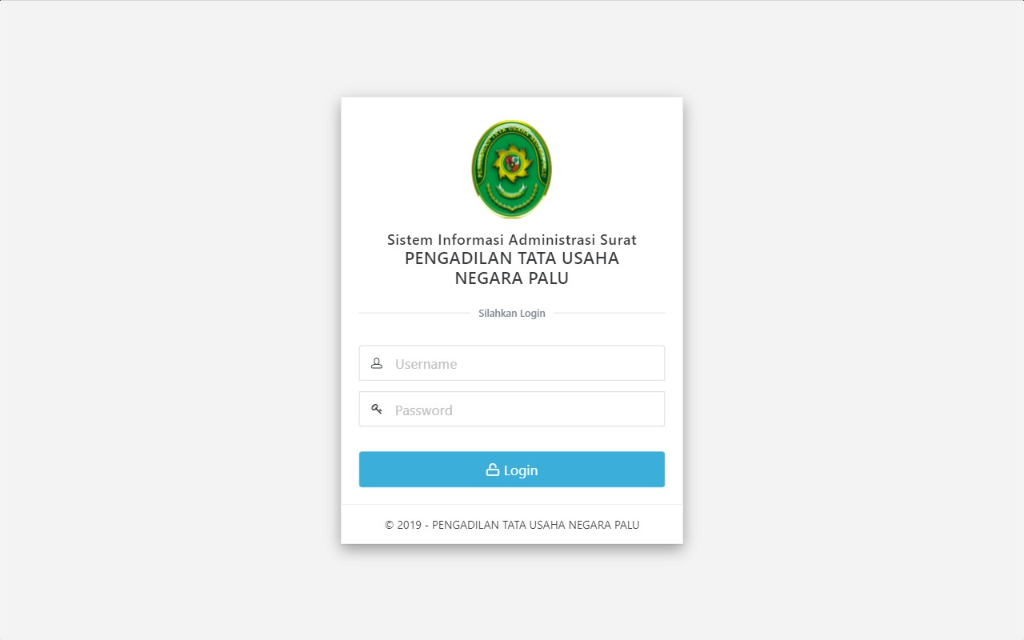 Sistem Informasi Administrasi Surat
PENGADILAN TATA USAHA
NEGARA PALU
Silahkan Login
Username
Password
Login
© 2019 - PENGADILAN TATA USAHA NEGARA PALU